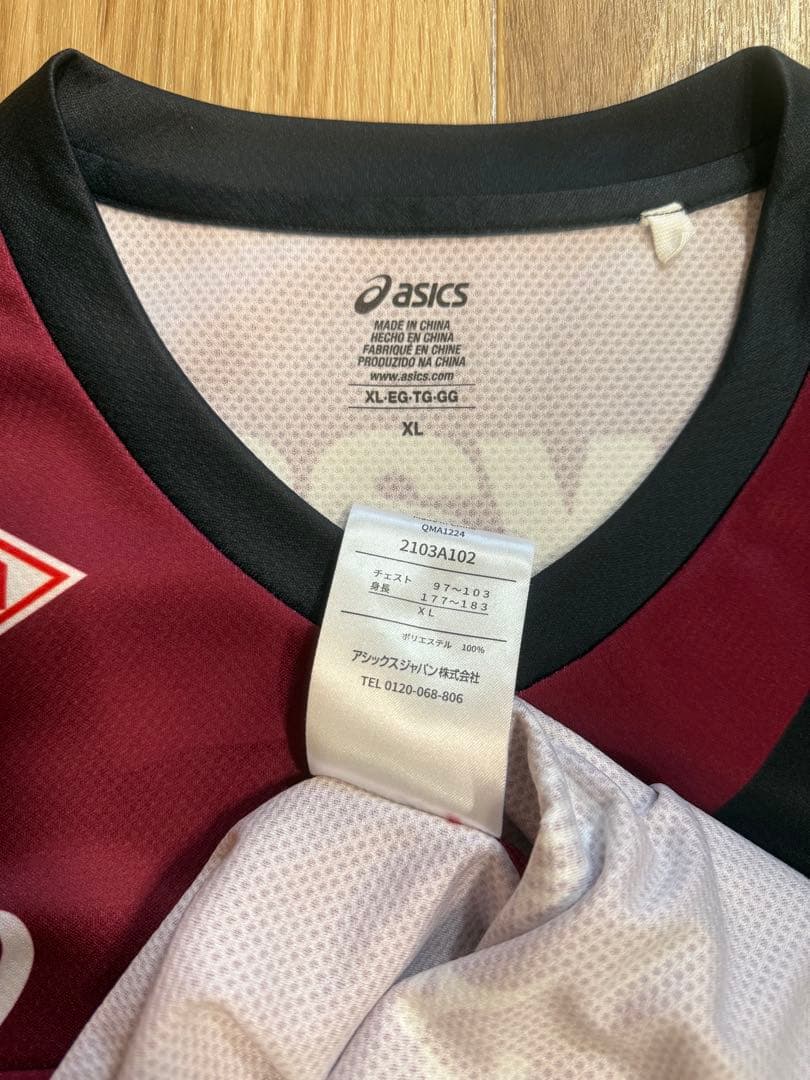 asics
MADE IN CHINA
HECHO EN CHINA
FABRIQUÉ EN CHINE
PRODUZIDO NA CHINA
www.asics.com
XL·EG·TG·GG
XL
QMA1224
2103A102
チェスト 97～103
身長 177～183
XL
ポリエステル 100%
アシックスジャパン株式会社
TEL 0120-068-806